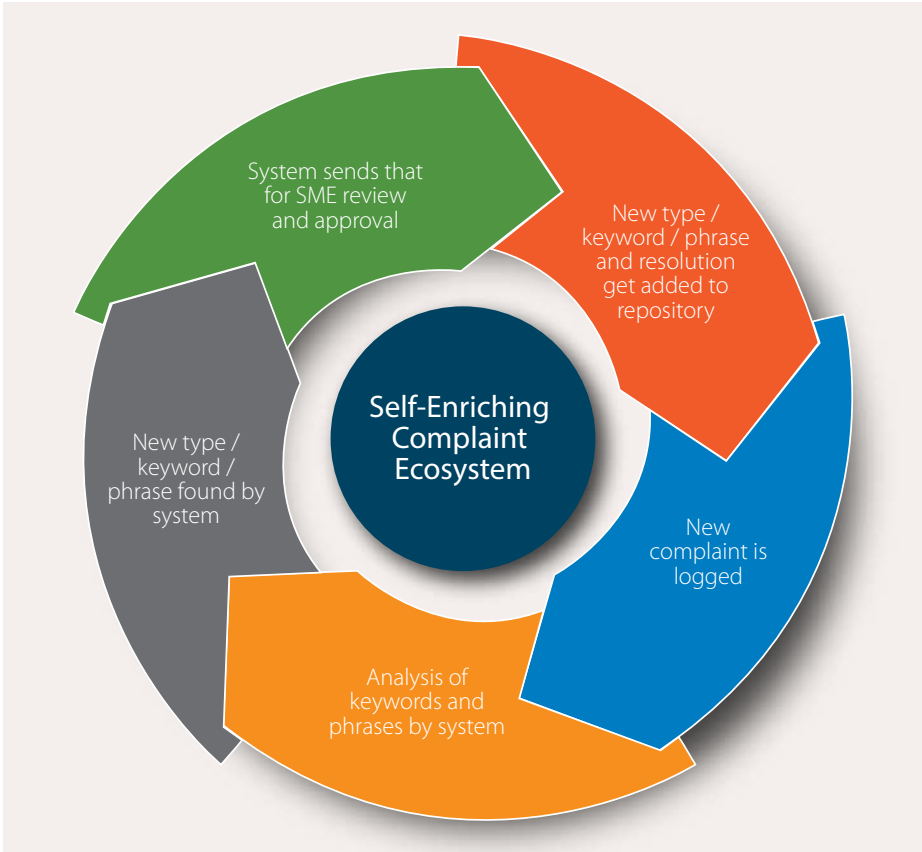 System sends that
for SME review
and approval
New type /
keyword / phrase
and resolution
get added to
repository
Self-Enriching
Complaint
Ecosystem
New type /
keyword /
phrase found by
system
New
complaint is
logged
Analysis of
keywords and
phrases by system